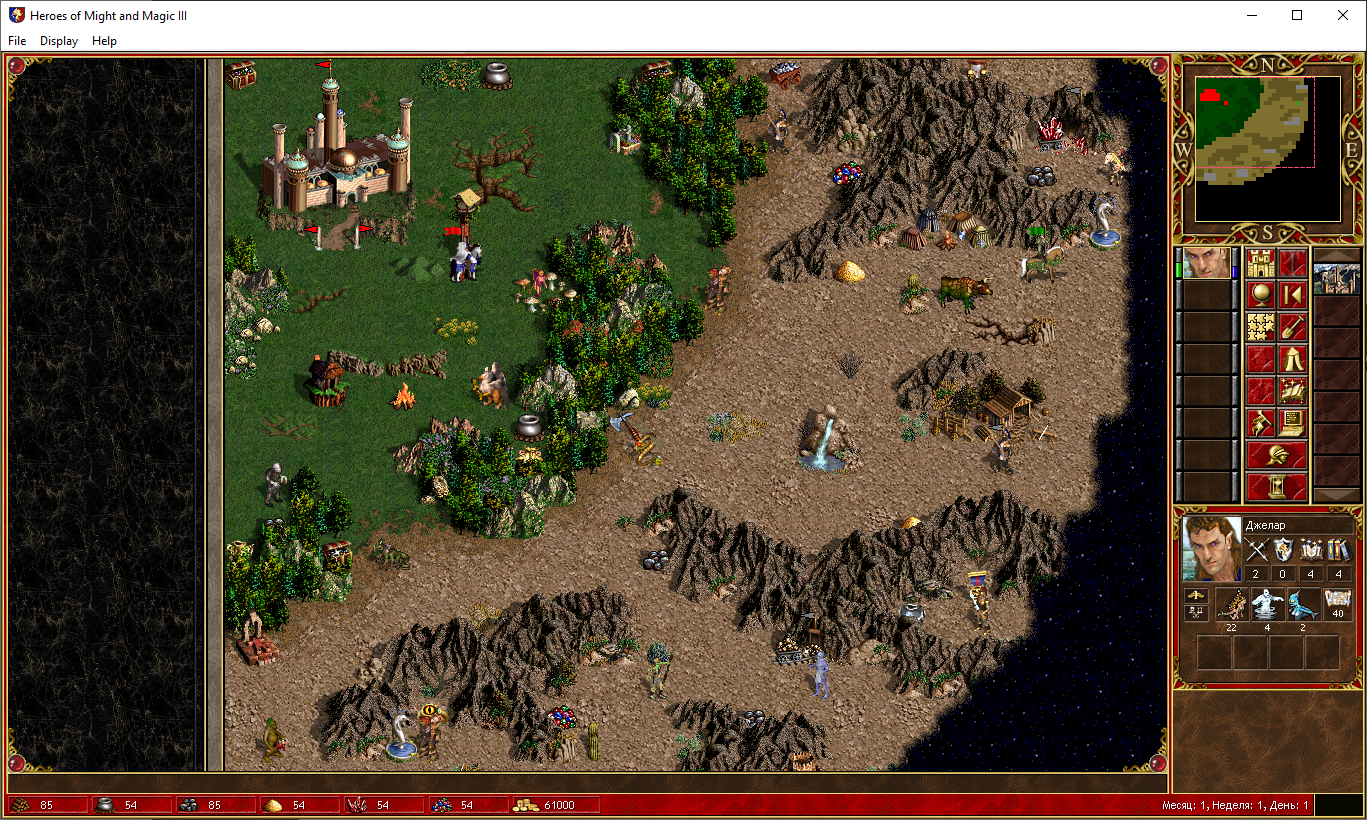 Heroes of Might and Magic III
File Display Help
N
W E
S
Джелар
2 0 4 4
40
22 4 2
85 54 85 54 54 54 61000 Месяц: 1, Неделя: 1, День: 1